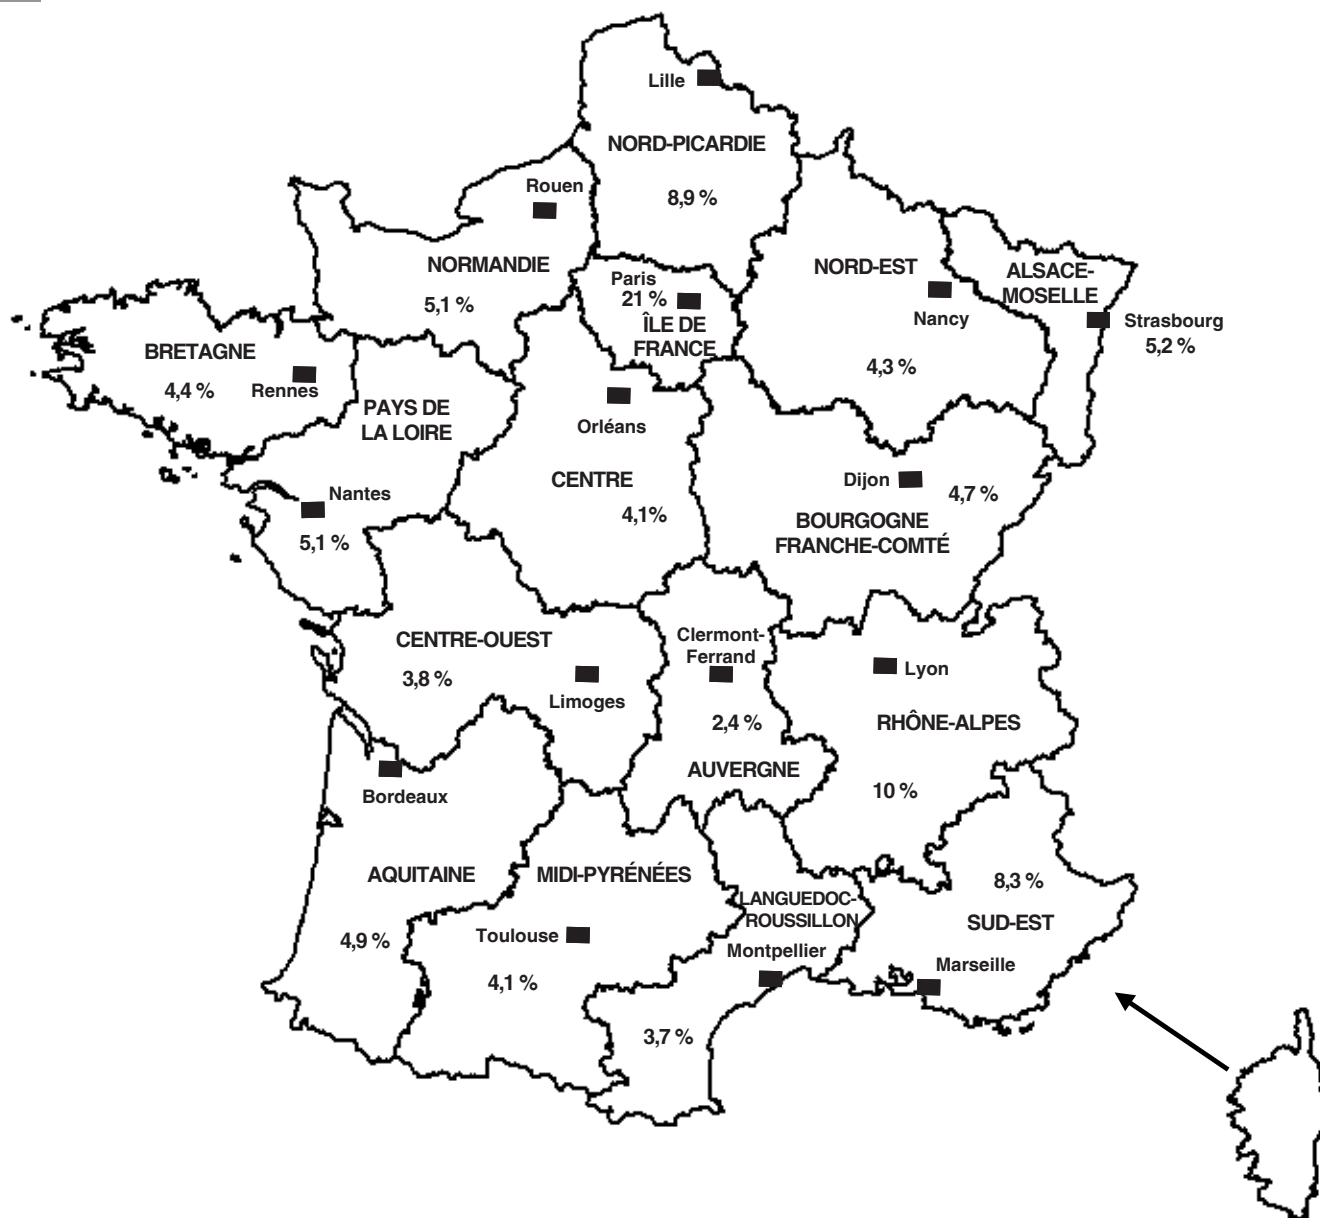 Lille
NORD-PICARDIE
8,9 %
Rouen
NORMANDIE
5,1 %
Paris
21 %
ÎLE DE
FRANCE
NORD-EST
Nancy
4,3 %
ALSACE-
MOSELLE
Strasbourg
5,2 %
BRETAGNE
4,4 %
Rennes
PAYS DE
LA LOIRE
Nantes
5,1 %
Orléans
CENTRE
4,1%
Dijon
4,7 %
BOURGOGNE
FRANCHE-COMTÉ
CENTRE-OUEST
3,8 %
Limoges
Clermont-
Ferrand
2,4 %
AUVERGNE
Lyon
RHÔNE-ALPES
10 %
Bordeaux
AQUITAINE
4,9 %
MIDI-PYRÉNÉES
Toulouse
4,1 %
LANGUEDOC-
ROUSSILLON
Montpellier
3,7 %
8,3 %
SUD-EST
Marseille